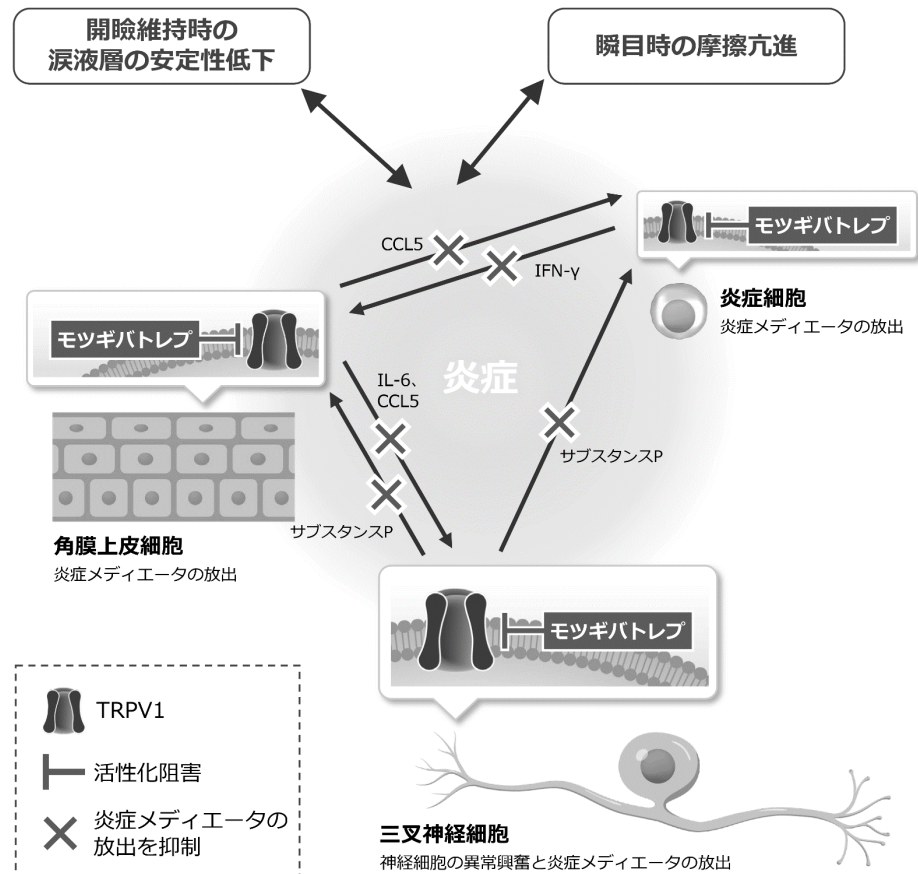 開瞼維持時の
涙液層の安定性低下
瞬目時の摩擦亢進
CCL5
IFN-γ
モツギバトレプ
炎症細胞
炎症メディエータの放出
モツギバトレプ
IL-6、
CCL5
炎症
サブスタンスP
サブスタンスP
角膜上皮細胞
炎症メディエータの放出
モツギバトレプ
TRPV1
活性化阻害
炎症メディエータの
放出を抑制
三叉神経細胞
神経細胞の異常興奮と炎症メディエータの放出